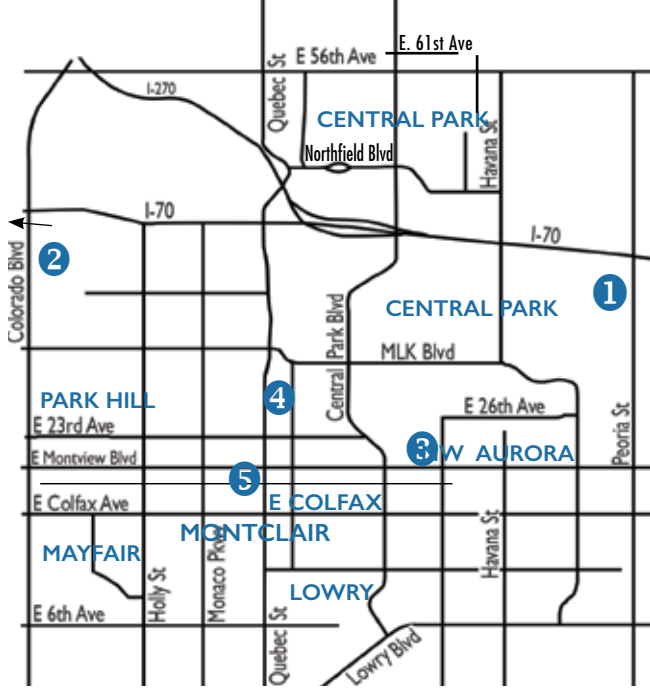 E. 61st Ave
E 56th Ave
I-270
Quebec St
CENTRAL PARK
Havana St
Northfield Blvd
I-70
I-70
2
Colorado Blvd
1
CENTRAL PARK
Central Park Blvd
MLK Blvd
PARK HILL
4
E 26th Ave
Peoria St
E 23rd Ave
3
W AURORA
E Montview Blvd
5
E Colfax Ave
E COLFAX
MONTCLAIR
Havana St
MAYFAIR
Holly St
Monaco Pkwy
LOWRY
E 6th Ave
Quebec St
Lowry Blvd